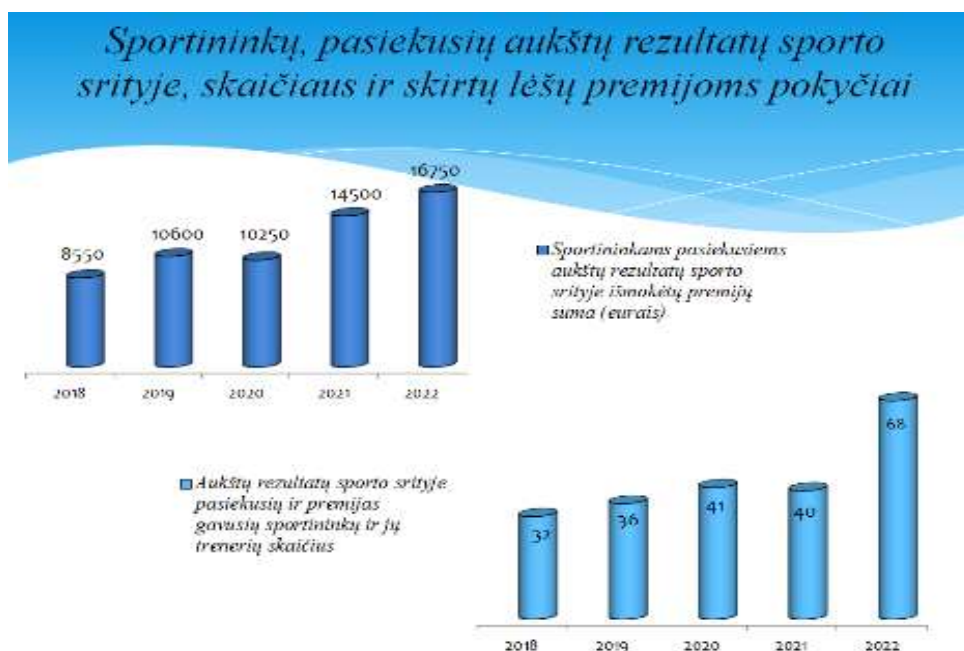 Sportininkų, pasiekusių aukštų rezultatų sporto
srityje, skaičiaus ir skirtų lėšų premijoms pokyčiai
8550
10600
10250
14500
16750
2018
2019
2020
2021
2022
Sportininkams pasiekusiems
aukštų rezultatų sporto
srityje išmokėtų premijų
suma (eurais)
Aukštų rezultatų sporto srityje
pasiekusių ir premijas
gavusių sportininkų ir jų
trenerių skaičius
32
36
41
40
68
2018
2019
2020
2021
2022